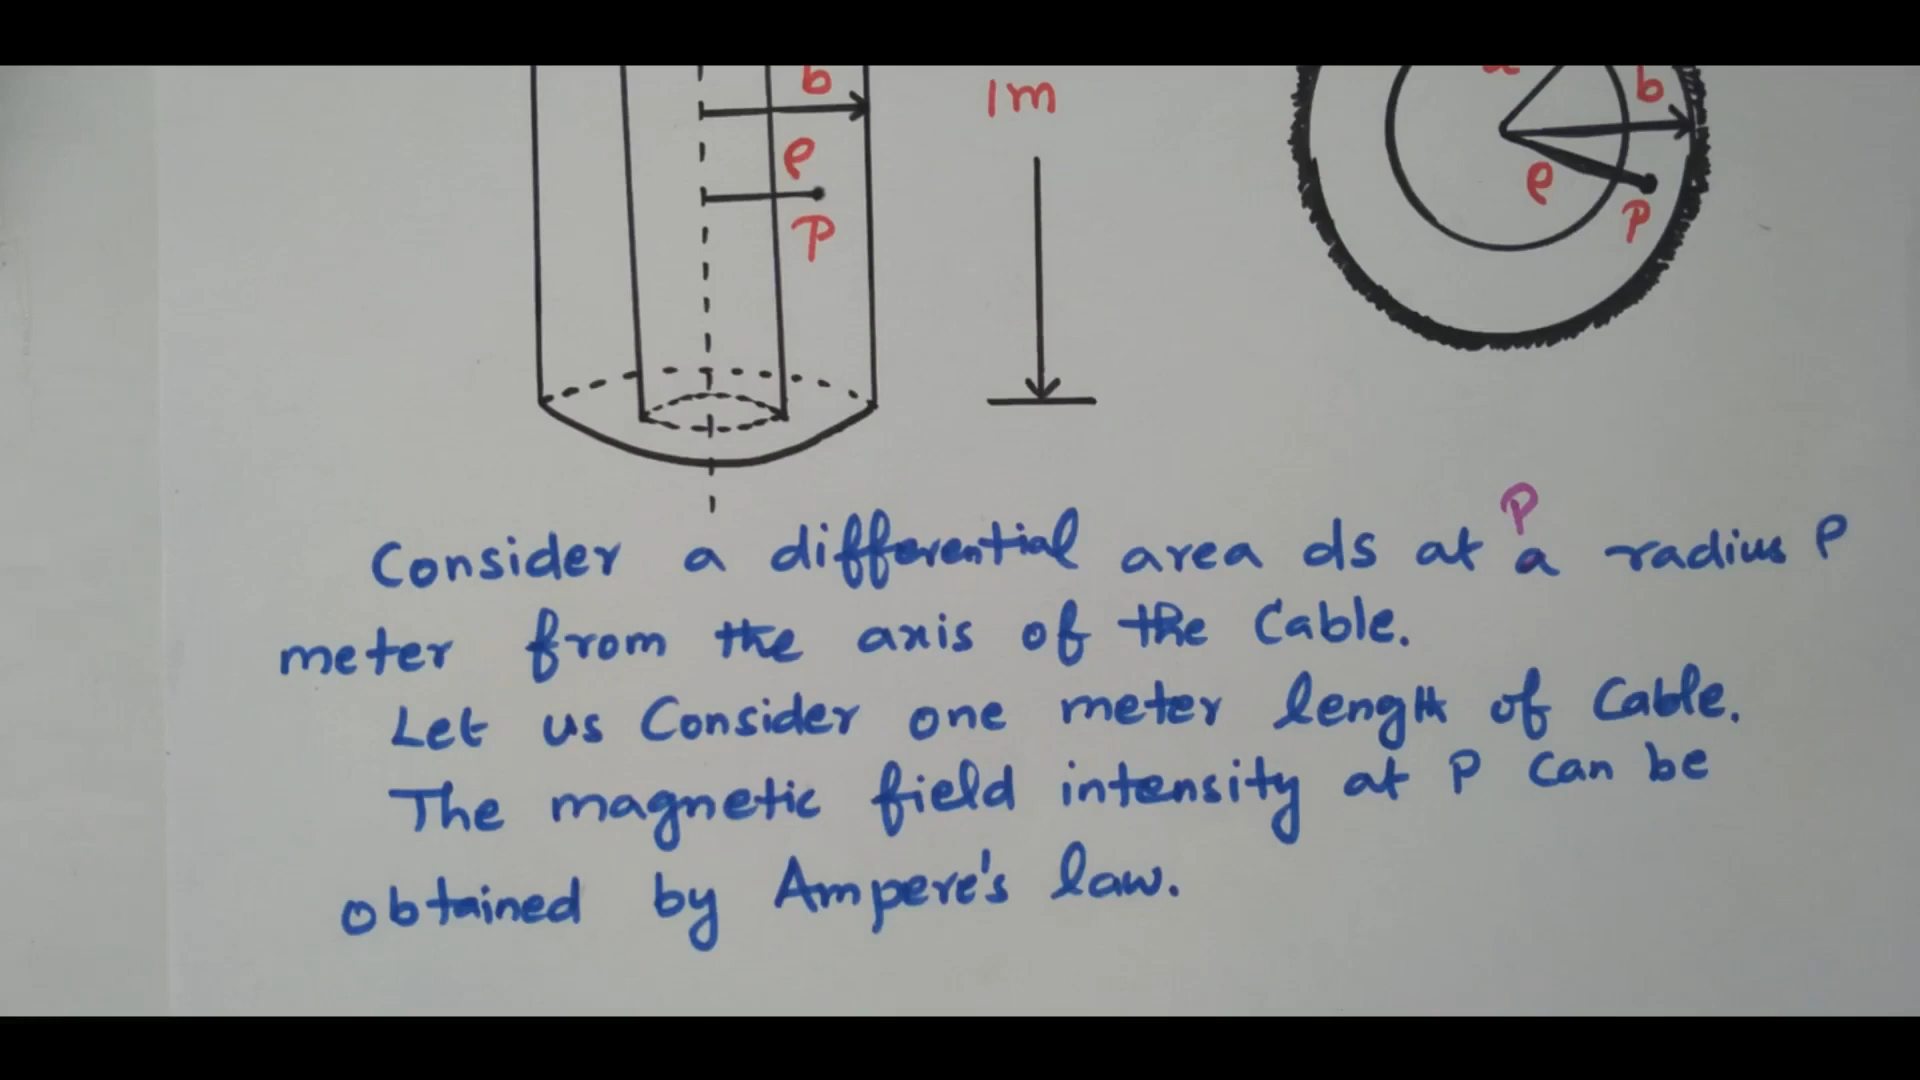 b
1m
b
ρ
ρ
P
P
P
Consider a differential area ds at a radius ρ
meter from the axis of the Cable.
Let us Consider one meter length of Cable.
The magnetic field intensity at P Can be
obtained by Ampere's law.